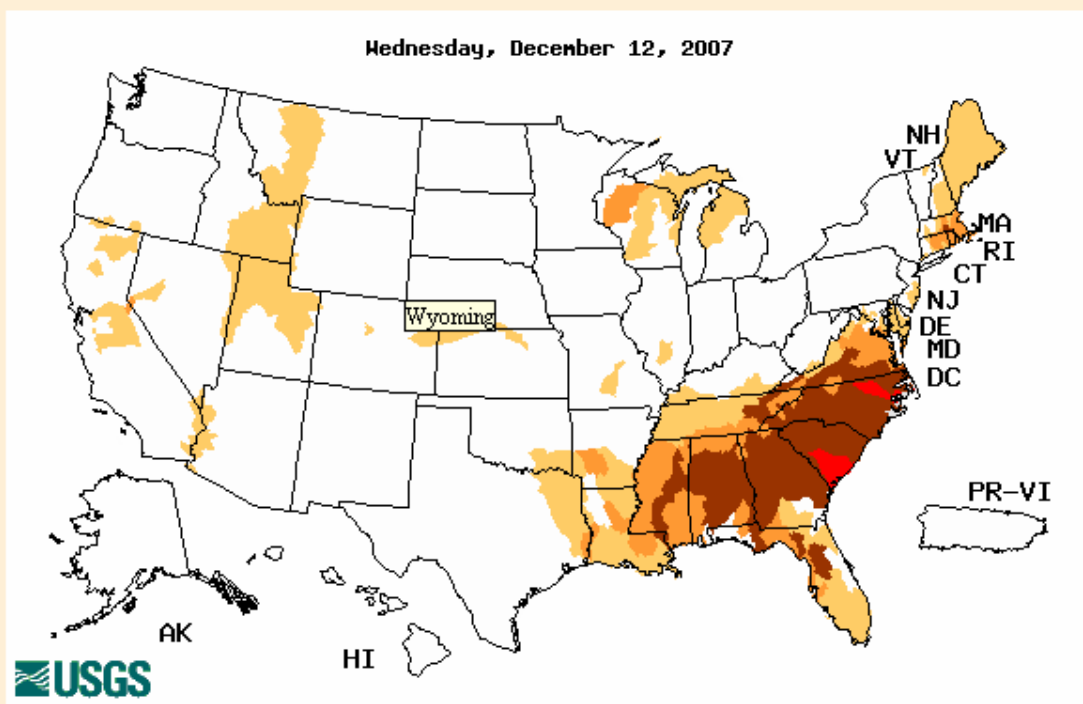 Wednesday, December 12, 2007
NH
VT
MA
RI
CT
NJ
Wyoming
DE
MD
DC
PR-VI
AK
HI
USGS